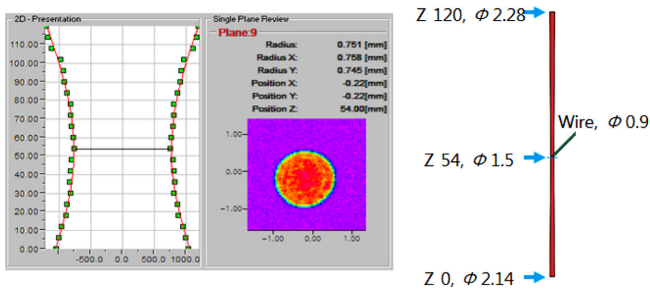 2D - Presentation
110.00
100.00
90.00
80.00
70.00
60.00
50.00
40.00
30.00
20.00
10.00
0.00
-500.0 0.0 500.0 1000.0
Single Plane Review
Plane:9
Radius: 0.751 [mm]
Radius X: 0.758 [mm]
Radius Y: 0.745 [mm]
Position X: -0.22[mm]
Position Y: -0.22[mm]
Position Z: 54.00[mm]
1.00
0.00
-1.00
-1.00 0.00 1.00
Z 120, Φ 2.28
Wire, Φ 0.9
Z 54, Φ 1.5
Z 0, Φ 2.14